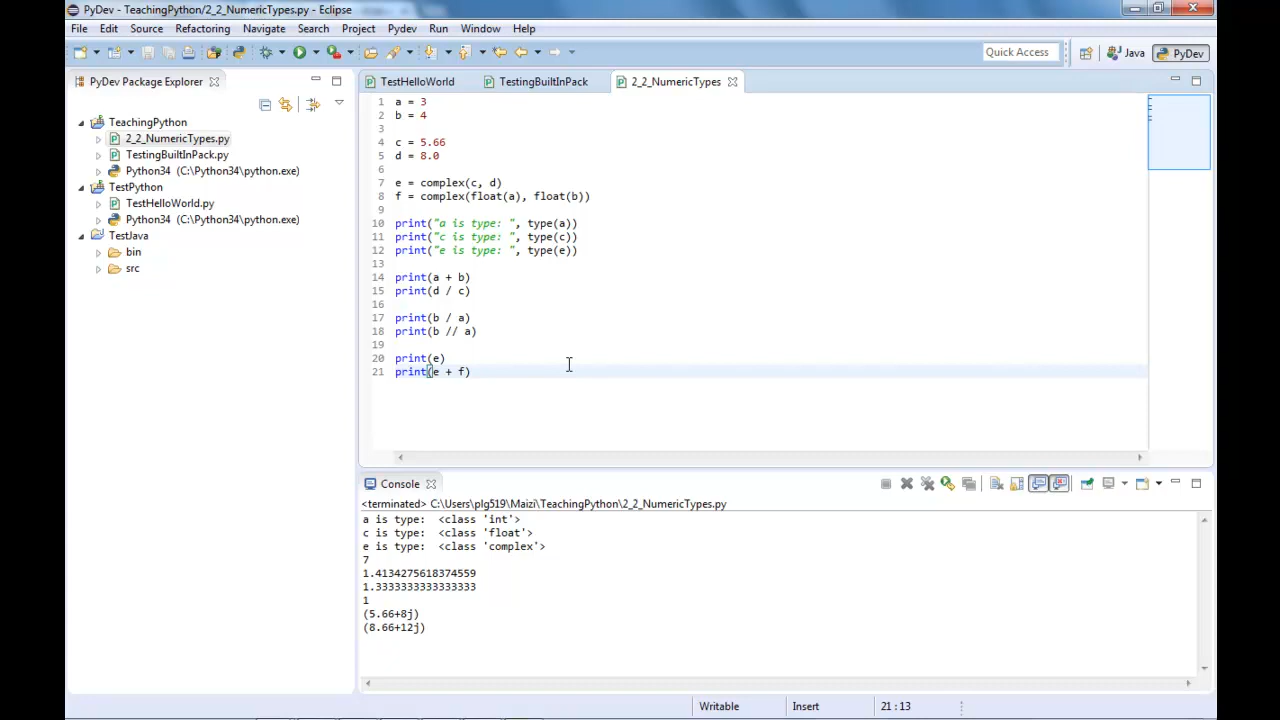 PyDev - TeachingPython/2_2_NumericTypes.py - Eclipse
File Edit Source Refactoring Navigate Search Project Pydev Run Window Help
Quick Access Java PyDev
PyDev Package Explorer
TeachingPython
2_2_NumericTypes.py
TestingBuiltInPack.py
Python34 (C:\Python34\python.exe)
TestPython
TestHelloWorld.py
Python34 (C:\Python34\python.exe)
TestJava
bin
src
TestHelloWorld TestingBuiltInPack 2_2_NumericTypes
1 a = 3
2 b = 4
3
4 c = 5.66
5 d = 8.0
6
7 e = complex(c, d)
8 f = complex(float(a), float(b))
9
10 print("a is type: ", type(a))
11 print("c is type: ", type(c))
12 print("e is type: ", type(e))
13
14 print(a + b)
15 print(d / c)
16
17 print(b / a)
18 print(b // a)
19
20 print(e)
21 print(e + f)
Console
<terminated> C:\Users\plg519\Maizi\TeachingPython\2_2_NumericTypes.py
a is type:  <class 'int'>
c is type:  <class 'float'>
e is type:  <class 'complex'>
7
1.4134275618374559
1.3333333333333333
1
(5.66+8j)
(8.66+12j)
Writable Insert 21 : 13